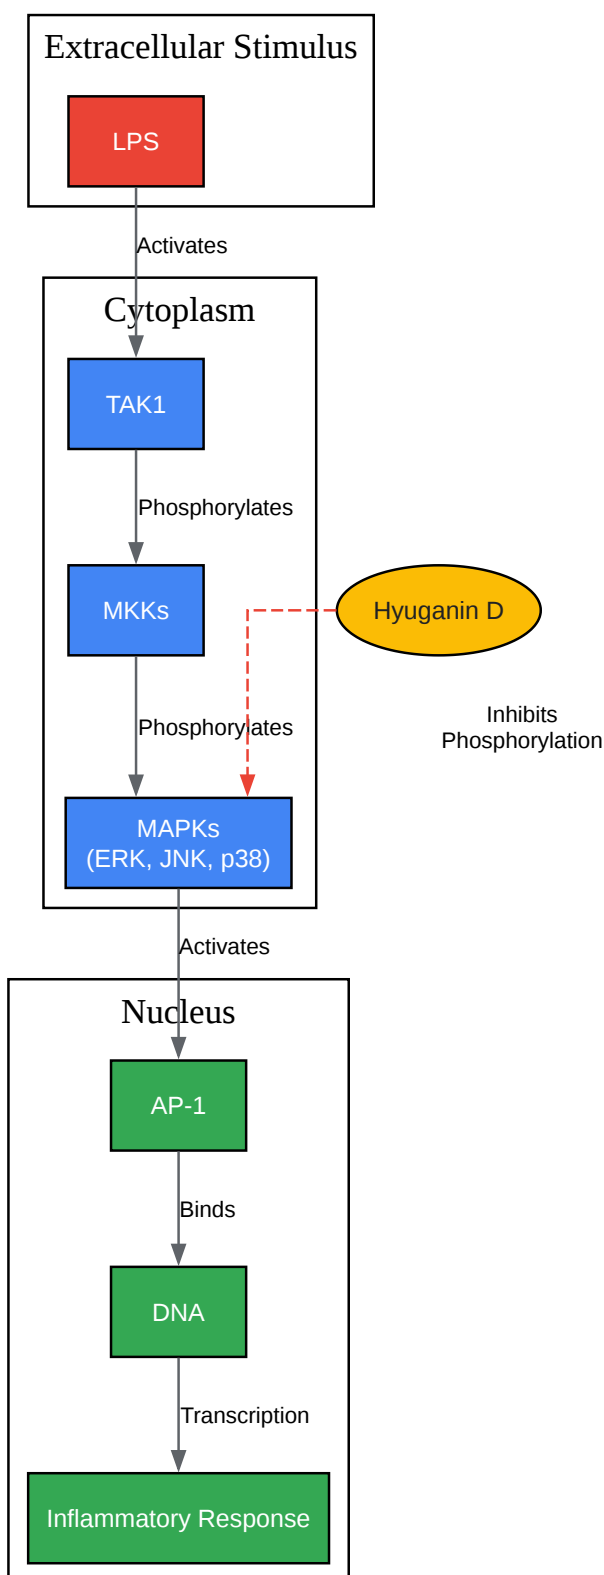 Extracellular Stimulus
LPS
Activates
Cytoplasm
TAK1
Phosphorylates
MKKs
Hyuganin D
Phosphorylates
Inhibits
Phosphorylation
MAPKs
(ERK, JNK, p38)
Activates
Nucleus
AP-1
Binds
DNA
Transcription
Inflammatory Response